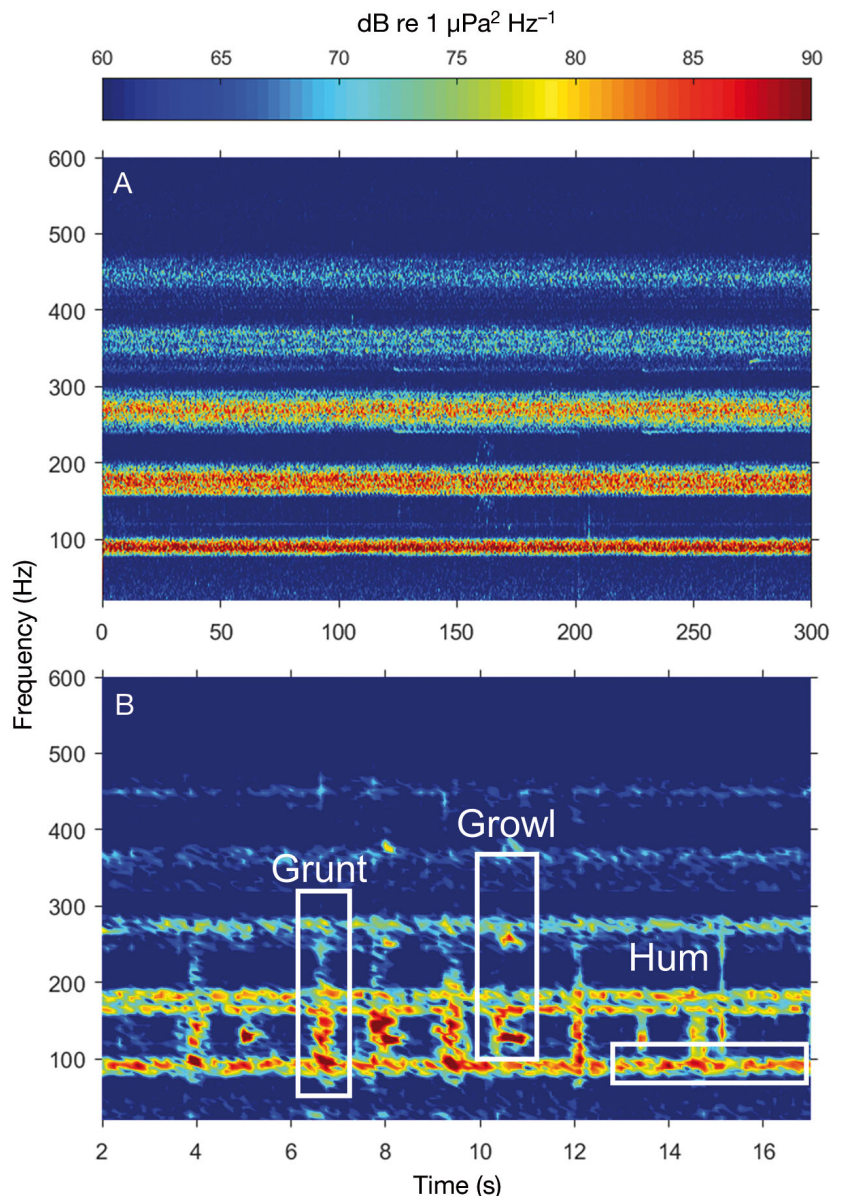 dB re 1 µPa² Hz⁻¹
60 65 70 75 80 85 90
A
600
500
400
300
200
100
0 50 100 150 200 250 300
Frequency (Hz)
B
600
500
400
300
200
100
Growl
Grunt
Hum
2 4 6 8 10 12 14 16
Time (s)